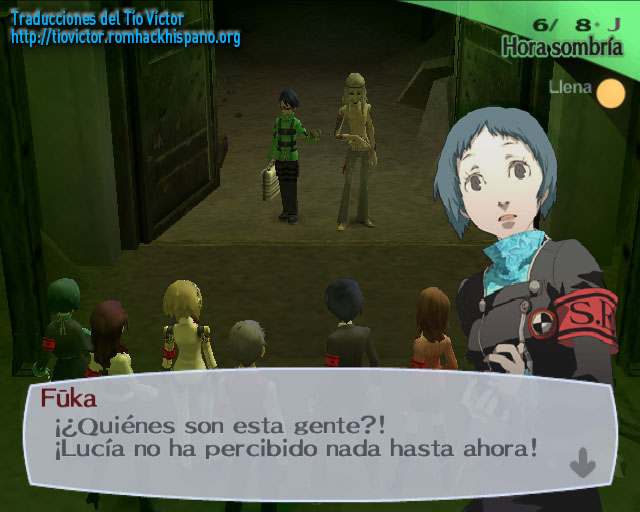 Traducciones del Tio Victor
http://tiovictor.romhackhispano.org
6/ 8·J
Hora sombría
Llena
S.E
Fūka
¡¿Quiénes son esta gente?!
¡Lucía no ha percibido nada hasta ahora!